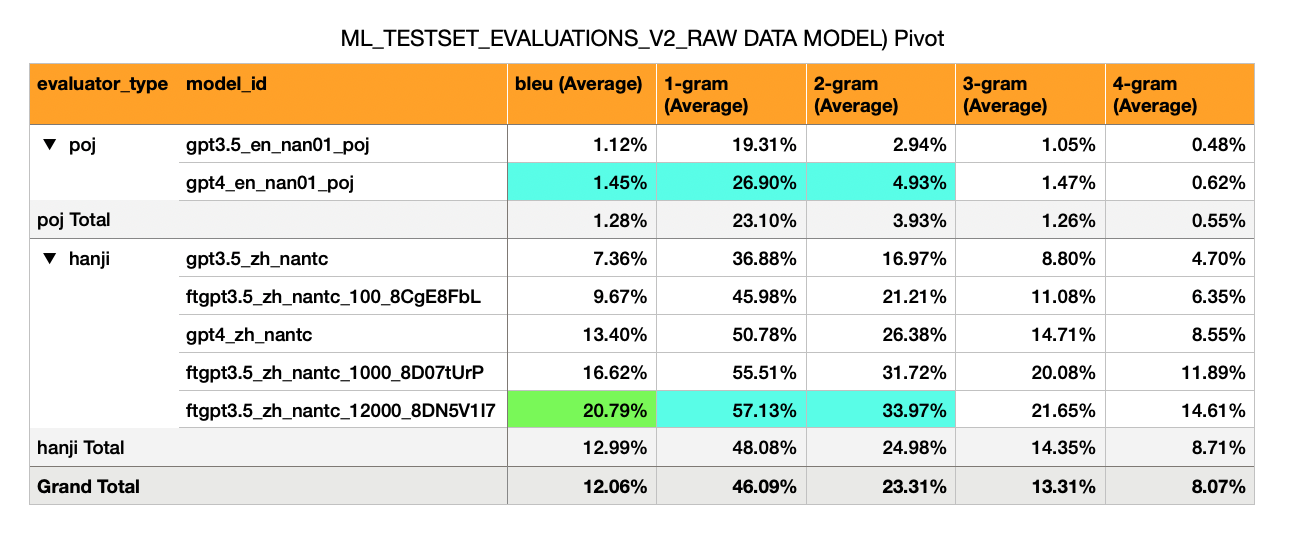 ML_TESTSET_EVALUATIONS_V2_RAW DATA MODEL) Pivot
evaluator_type model_id bleu (Average) 1-gram (Average) 2-gram (Average) 3-gram (Average) 4-gram (Average)
▼ poj gpt3.5_en_nan01_poj 1.12% 19.31% 2.94% 1.05% 0.48%
gpt4_en_nan01_poj 1.45% 26.90% 4.93% 1.47% 0.62%
poj Total 1.28% 23.10% 3.93% 1.26% 0.55%
▼ hanji gpt3.5_zh_nantc 7.36% 36.88% 16.97% 8.80% 4.70%
ftgpt3.5_zh_nantc_100_8CgE8FbL 9.67% 45.98% 21.21% 11.08% 6.35%
gpt4_zh_nantc 13.40% 50.78% 26.38% 14.71% 8.55%
ftgpt3.5_zh_nantc_1000_8D07tUrP 16.62% 55.51% 31.72% 20.08% 11.89%
ftgpt3.5_zh_nantc_12000_8DN5V1I7 20.79% 57.13% 33.97% 21.65% 14.61%
hanji Total 12.99% 48.08% 24.98% 14.35% 8.71%
Grand Total 12.06% 46.09% 23.31% 13.31% 8.07%